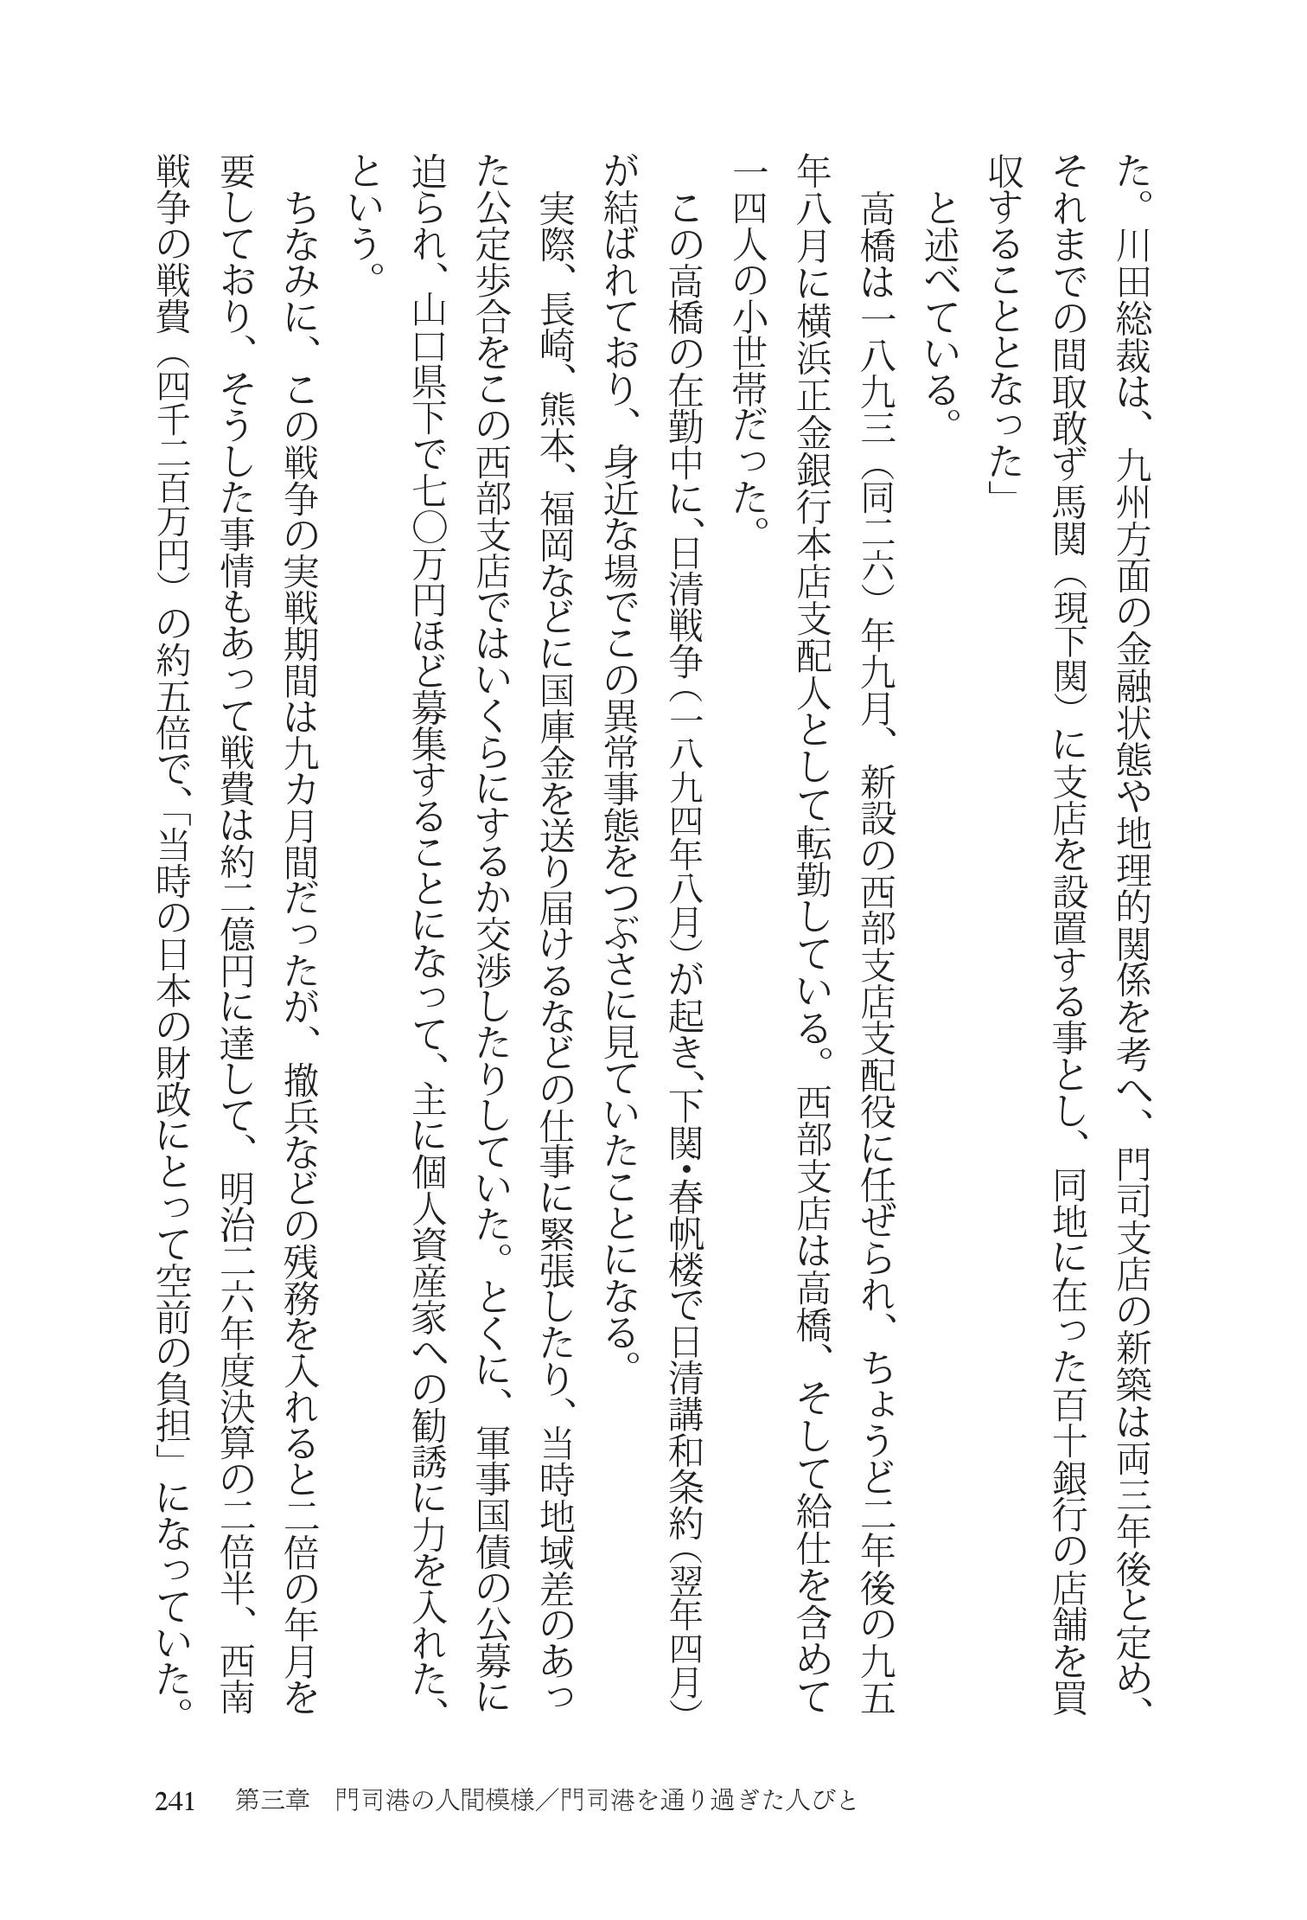 た。川田総裁は、九州方面の金融状態や地理的関係を考へ、門司支店の新築は両三年後と定め、
それまでの間取敢ず馬関（現下関）に支店を設置する事とし、同地に在った百十銀行の店舗を買
収することとなった」
　と述べている。
　高橋は一八九三（同二六）年九月、新設の西部支店支配役に任ぜられ、ちょうど二年後の九五
年八月に横浜正金銀行本店支配人として転勤している。西部支店は高橋、そして給仕を含めて
一四人の小世帯だった。
　この高橋の在勤中に、日清戦争（一八九四年八月）が起き、下関・春帆楼で日清講和条約（翌年四月）
が結ばれており、身近な場でこの異常事態をつぶさに見ていたことになる。
　実際、長崎、熊本、福岡などに国庫金を送り届けるなどの仕事に緊張したり、当時地域差のあっ
た公定歩合をこの西部支店ではいくらにするか交渉したりしていた。とくに、軍事国債の公募に
迫られ、山口県下で七〇万円ほど募集することになって、主に個人資産家への勧誘に力を入れた、
という。
　ちなみに、この戦争の実戦期間は九カ月間だったが、撤兵などの残務を入れると二倍の年月を
要しており、そうした事情もあって戦費は約二億円に達して、明治二六年度決算の二倍半、西南
戦争の戦費（四千二百万円）の約五倍で、「当時の日本の財政にとって空前の負担」になっていた。
241　第三章　門司港の人間模様／門司港を通り過ぎた人びと